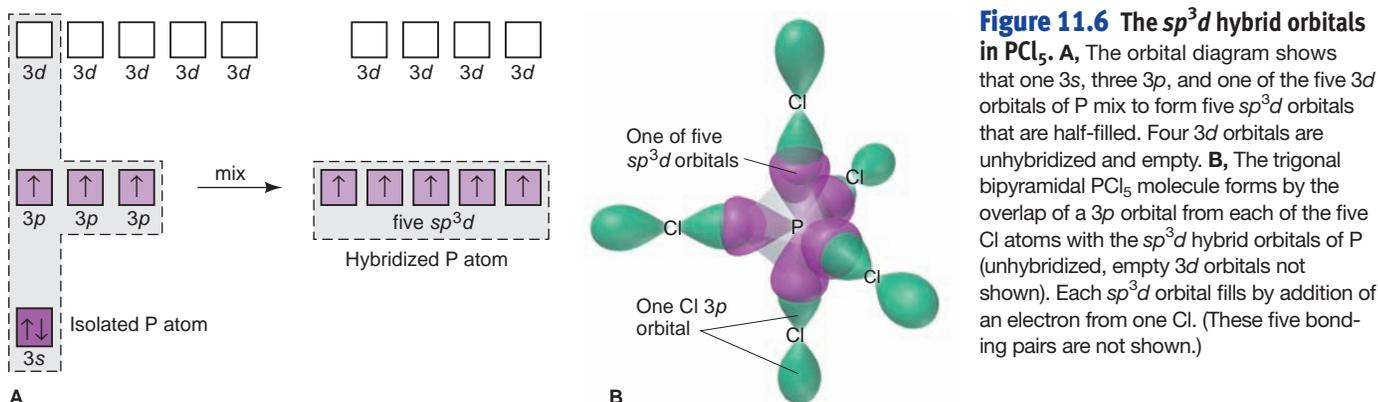 3d 3d 3d 3d 3d
3d 3d 3d 3d
3p 3p 3p
mix
five sp³d
Hybridized P atom
Isolated P atom
3s
A
Cl
One of five
sp³d orbitals
Cl
Cl
P
Cl
One Cl 3p
orbital
Cl
B
Figure 11.6 The sp³d hybrid orbitals
in PCl₅. A, The orbital diagram shows
that one 3s, three 3p, and one of the five 3d
orbitals of P mix to form five sp³d orbitals
that are half-filled. Four 3d orbitals are
unhybridized and empty. B, The trigonal
bipyramidal PCl₅ molecule forms by the
overlap of a 3p orbital from each of the five
Cl atoms with the sp³d hybrid orbitals of P
(unhybridized, empty 3d orbitals not
shown). Each sp³d orbital fills by addition of
an electron from one Cl. (These five bond-
ing pairs are not shown.)